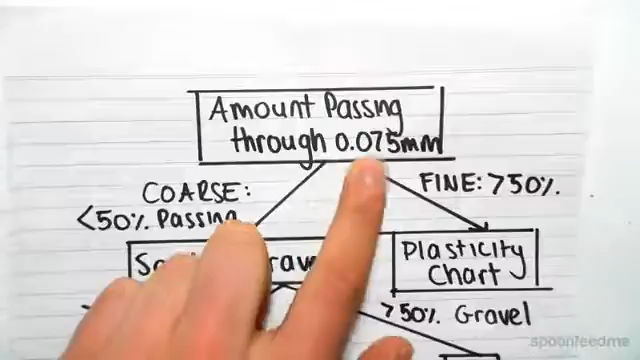 Amount Passing
through 0.075mm
COARSE:
<50% Passing
FINE: >50%.
Plasticity
Chart
>50% Gravel
spoonfeedme